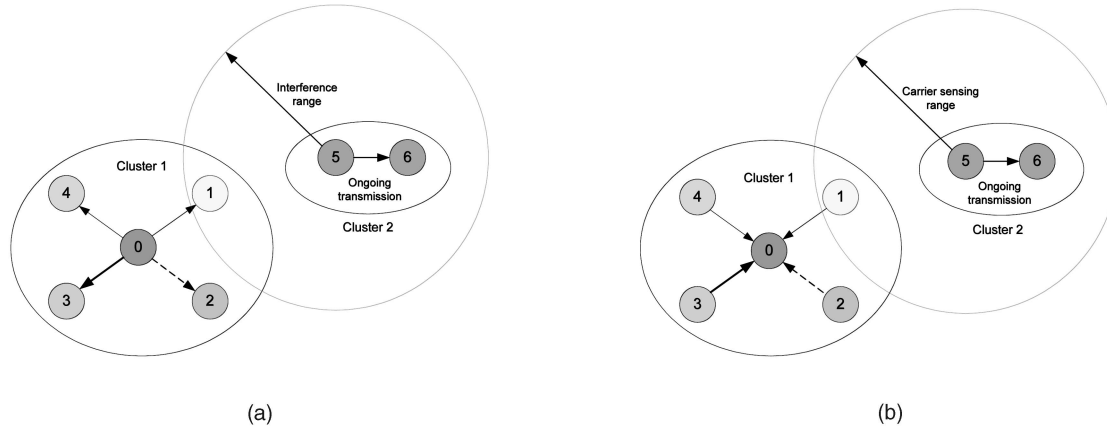 Interference
range
5
6
Ongoing
transmission
Cluster 2
Cluster 1
4
1
0
3
2
(a)
Carrier sensing
range
5
6
Ongoing
transmission
Cluster 2
Cluster 1
4
1
0
3
2
(b)